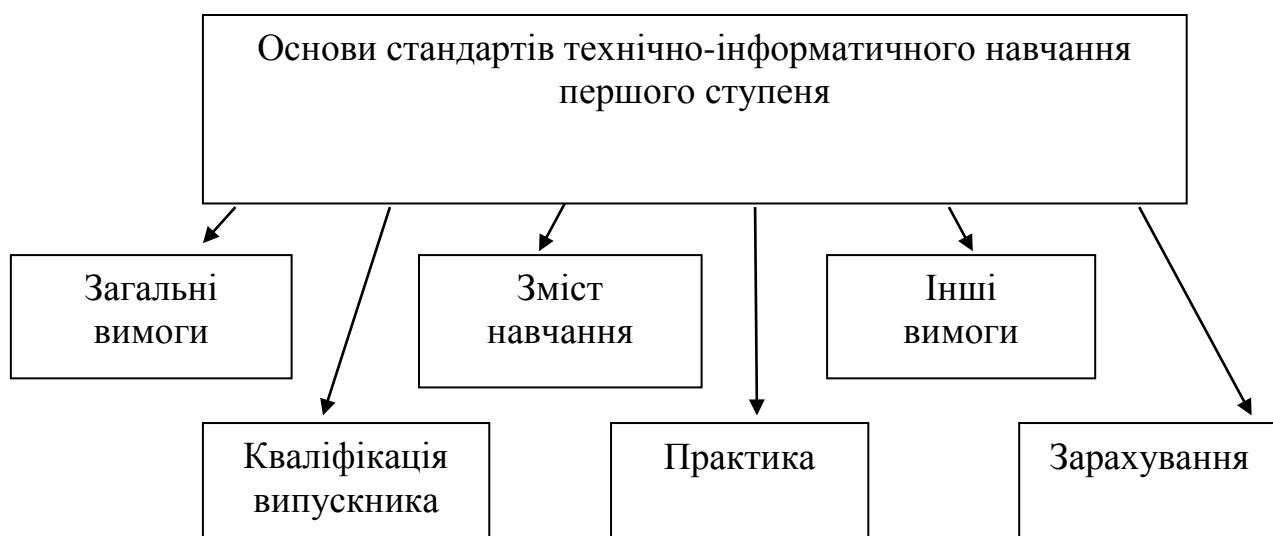 Основи стандартів технічно-інформатичного навчання
першого ступеня
Загальні
вимоги
Зміст
навчання
Інші
вимоги
Кваліфікація
випускника
Практика
Зарахування